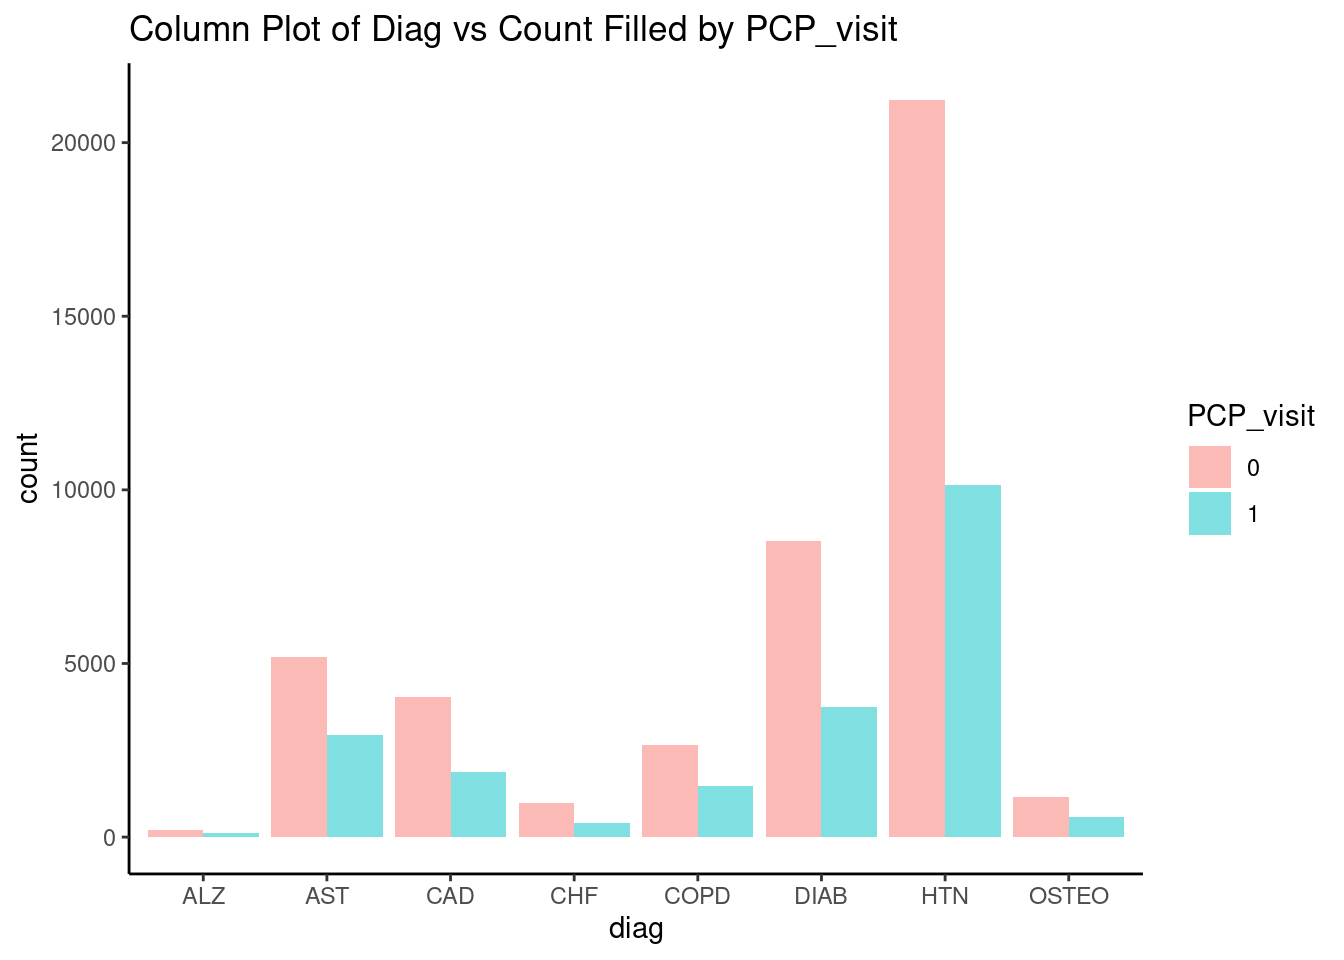 Column Plot of Diag vs Count Filled by PCP_visit
count
20000
15000
10000
5000
0
ALZ AST CAD CHF COPD DIAB HTN OSTEO
diag
PCP_visit
0
1